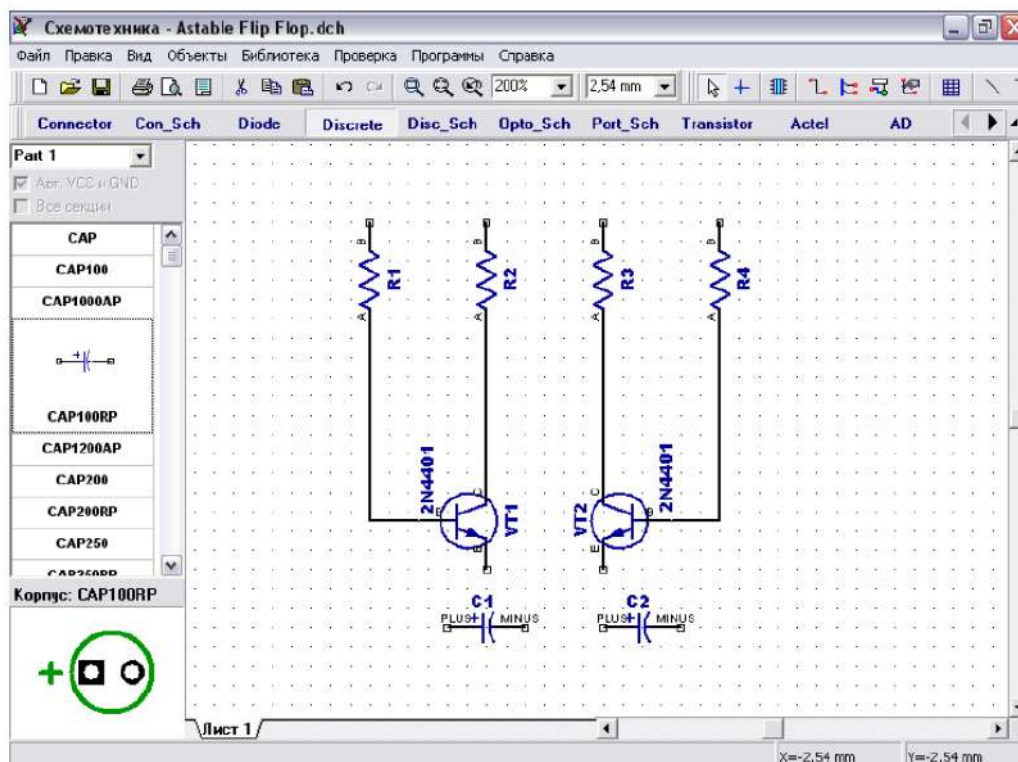 Схемотехника - Astable Flip Flop.dch
Файл Правка Вид Объекты Библиотека Проверка Программы Справка
200% 2,54 mm
Connector Con_Sch Diode Discrete Disc_Sch Opto_Sch Port_Sch Transistor Actel AD
Part 1
Авт. VCC и GND
Все секции
CAP
CAP100
CAP1000AP
CAP100RP
CAP1200AP
CAP200
CAP200RP
CAP250
CAP250RP
Корпус: CAP100RP
B B B B
R1 R2 R3 R4
A A A A
2N4401 2N4401
C C
B VT1 VT2 B
E E
C1 C2
PLUS + MINUS PLUS + MINUS
Лист 1
X=-2,54 mm Y=-2,54 mm